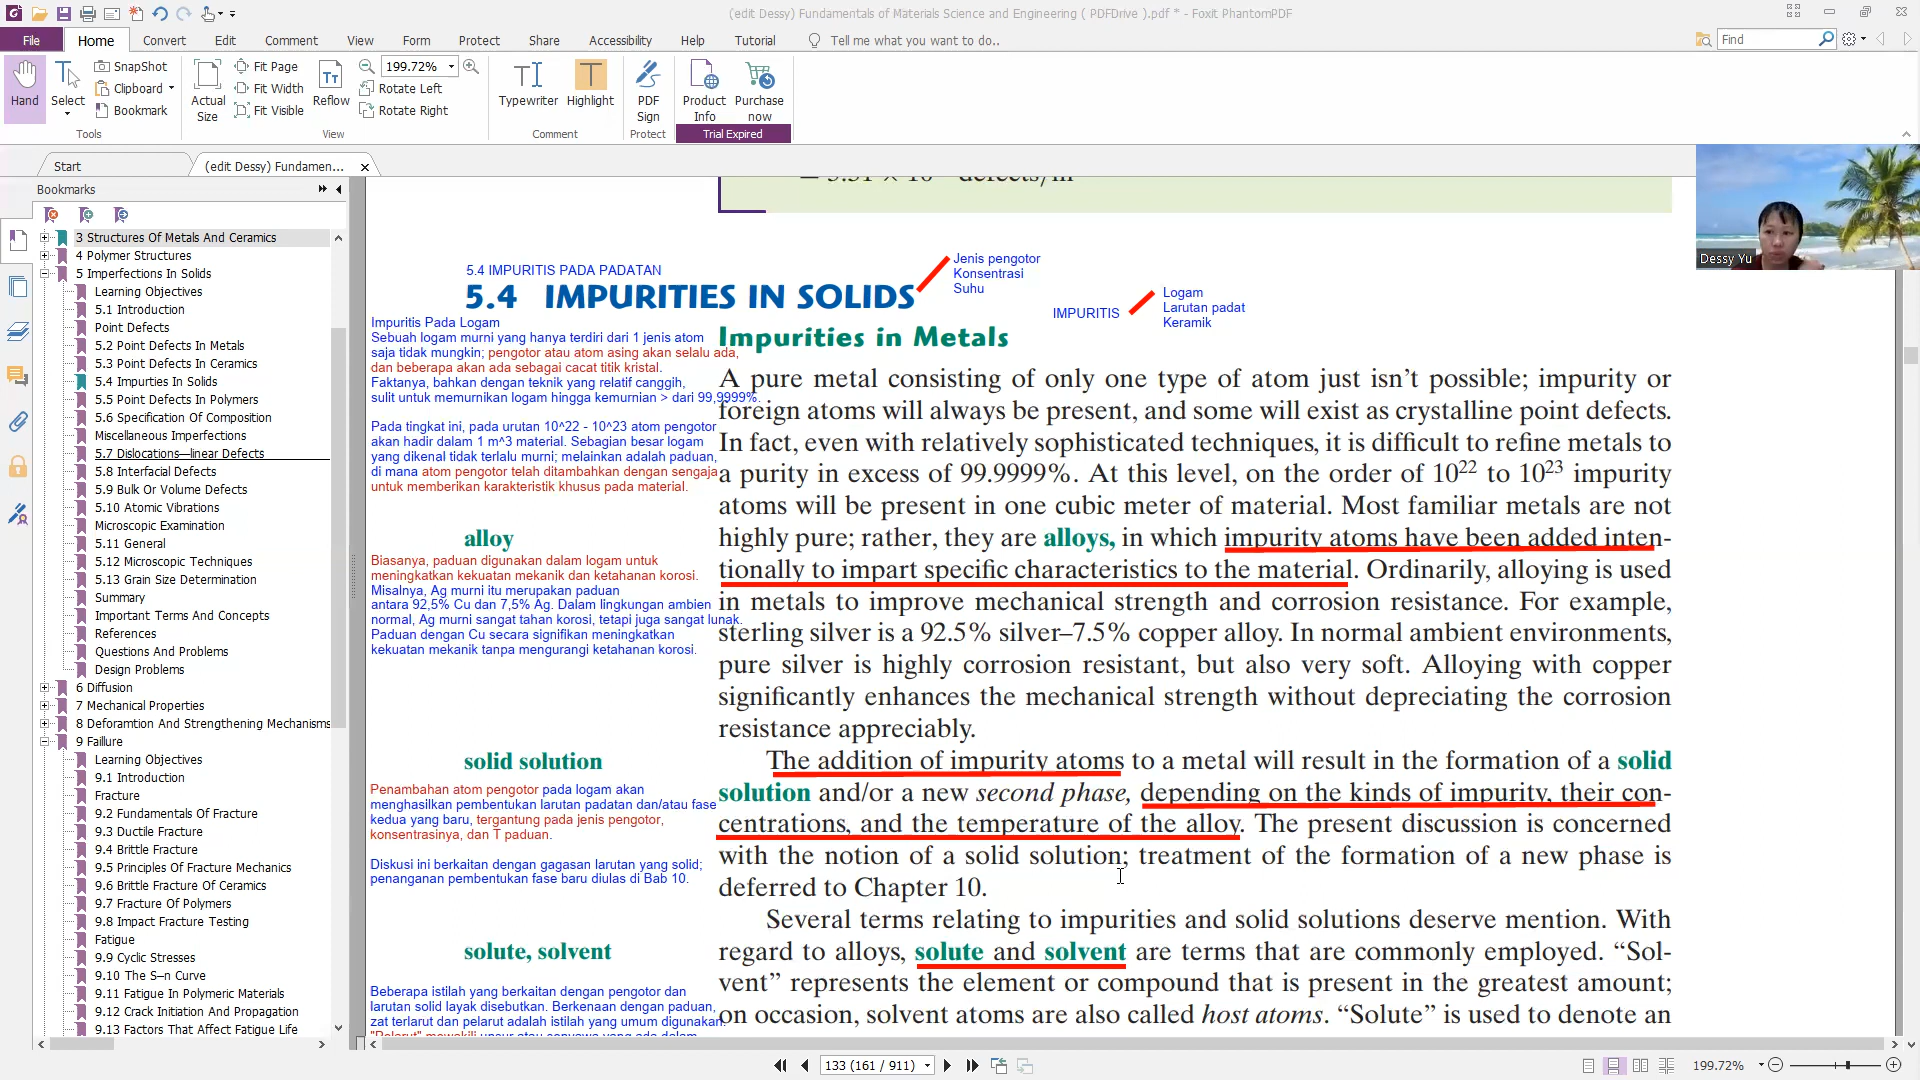 (edit Dessy) Fundamentals of Materials Science and Engineering ( PDFDrive ).pdf * - Foxit PhantomPDF
File Home Convert Edit Comment View Form Protect Share Accessibility Help Tutorial Tell me what you want to do.. Find
Hand
Select
SnapShot
Clipboard
Bookmark
Tools
Actual Size
Fit Page
Fit Width
Fit Visible
Reflow
199.72%
Rotate Left
Rotate Right
View
Typewriter
Highlight
Comment
PDF Sign
Protect
Product Info
Purchase now
Trial Expired
Start
(edit Dessy) Fundamen...
Bookmarks
3 Structures Of Metals And Ceramics
4 Polymer Structures
5 Imperfections In Solids
Learning Objectives
5.1 Introduction
Point Defects
5.2 Point Defects In Metals
5.3 Point Defects In Ceramics
5.4 Impurties In Solids
5.5 Point Defects In Polymers
5.6 Specification Of Composition
Miscellaneous Imperfections
5.7 Dislocations—linear Defects
5.8 Interfacial Defects
5.9 Bulk Or Volume Defects
5.10 Atomic Vibrations
Microscopic Examination
5.11 General
5.12 Microscopic Techniques
5.13 Grain Size Determination
Summary
Important Terms And Concepts
References
Questions And Problems
Design Problems
6 Diffusion
7 Mechanical Properties
8 Deforamtion And Strengthening Mechanisms
9 Faillure
Learning Objectives
9.1 Introduction
Fracture
9.2 Fundamentals Of Fracture
9.3 Ductile Fracture
9.4 Brittle Fracture
9.5 Principles Of Fracture Mechanics
9.6 Brittle Fracture Of Ceramics
9.7 Fracture Of Polymers
9.8 Impact Fracture Testing
Fatigue
9.9 Cyclic Stresses
9.10 The S—n Curve
9.11 Fatigue In Polymeric Materials
9.12 Crack Initiation And Propagation
9.13 Factors That Affect Fatigue Life
Dessy Yu
5.4 IMPURITIS PADA PADATAN
5.4 IMPURITIES IN SOLIDS
Jenis pengotor
Konsentrasi
Suhu
IMPURITIS
Logam
Larutan padat
Keramik
Impuritis Pada Logam
Sebuah logam murni yang hanya terdiri dari 1 jenis atom
saja tidak mungkin; pengotor atau atom asing akan selalu ada,
dan beberapa akan ada sebagai cacat titik kristal.
Faktanya, bahkan dengan teknik yang relatif canggih,
sulit untuk memurnikan logam hingga kemurnian > dari 99,9999%.
Pada tingkat ini, pada urutan 10^22 - 10^23 atom pengotor
akan hadir dalam 1 m^3 material. Sebagian besar logam
yang dikenal tidak terlalu murni; melainkan adalah paduan,
di mana atom pengotor telah ditambahkan dengan sengaja
untuk memberikan karakteristik khusus pada material.
alloy
Biasanya, paduan digunakan dalam logam untuk
meningkatkan kekuatan mekanik dan ketahanan korosi.
Misalnya, Ag murni itu merupakan paduan
antara 92,5% Cu dan 7,5% Ag. Dalam lingkungan ambien
normal, Ag murni sangat tahan korosi, tetapi juga sangat lunak.
Paduan dengan Cu secara signifikan meningkatkan
kekuatan mekanik tanpa mengurangi ketahanan korosi.
solid solution
Penambahan atom pengotor pada logam akan
menghasilkan pembentukan larutan padatan dan/atau fase
kedua yang baru, tergantung pada jenis pengotor,
konsentrasinya, dan T paduan.
Diskusi ini berkaitan dengan gagasan larutan yang solid;
penanganan pembentukan fase baru diulas di Bab 10.
solute, solvent
Beberapa istilah yang berkaitan dengan pengotor dan
larutan solid layak disebutkan. Berkenaan dengan paduan,
zat terlarut dan pelarut adalah istilah yang umum digunakan.
Impurities in Metals
A pure metal consisting of only one type of atom just isn't possible; impurity or
foreign atoms will always be present, and some will exist as crystalline point defects.
In fact, even with relatively sophisticated techniques, it is difficult to refine metals to
a purity in excess of 99.9999%. At this level, on the order of 10²² to 10²³ impurity
atoms will be present in one cubic meter of material. Most familiar metals are not
highly pure; rather, they are alloys, in which impurity atoms have been added inten-
tionally to impart specific characteristics to the material. Ordinarily, alloying is used
in metals to improve mechanical strength and corrosion resistance. For example,
sterling silver is a 92.5% silver–7.5% copper alloy. In normal ambient environments,
pure silver is highly corrosion resistant, but also very soft. Alloying with copper
significantly enhances the mechanical strength without depreciating the corrosion
resistance appreciably.
The addition of impurity atoms to a metal will result in the formation of a solid
solution and/or a new second phase, depending on the kinds of impurity, their con-
centrations, and the temperature of the alloy. The present discussion is concerned
with the notion of a solid solution; treatment of the formation of a new phase is
deferred to Chapter 10.
Several terms relating to impurities and solid solutions deserve mention. With
regard to alloys, solute and solvent are terms that are commonly employed. “Sol-
vent” represents the element or compound that is present in the greatest amount;
on occasion, solvent atoms are also called host atoms. “Solute” is used to denote an
133 (161 / 911)
199.72%